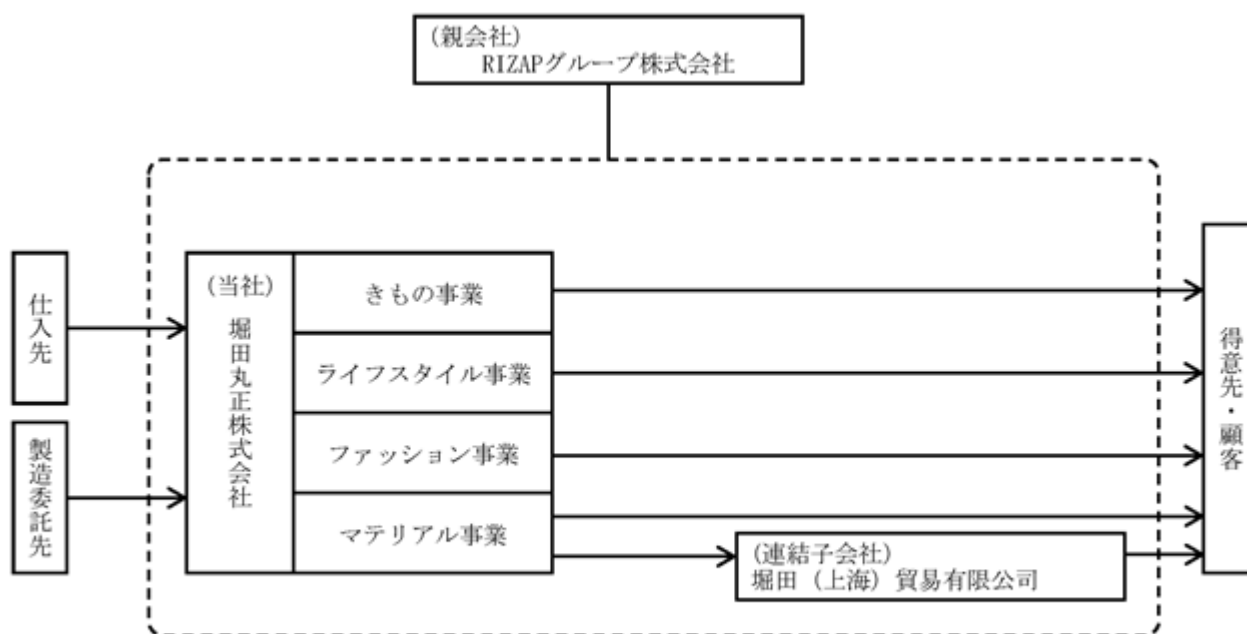 (親会社)
RIZAPグループ株式会社
仕入先
製造委託先
(当社)
堀田丸正株式会社
きもの事業
ライフスタイル事業
ファッション事業
マテリアル事業
(連結子会社)
堀田（上海）貿易有限公司
得意先・顧客